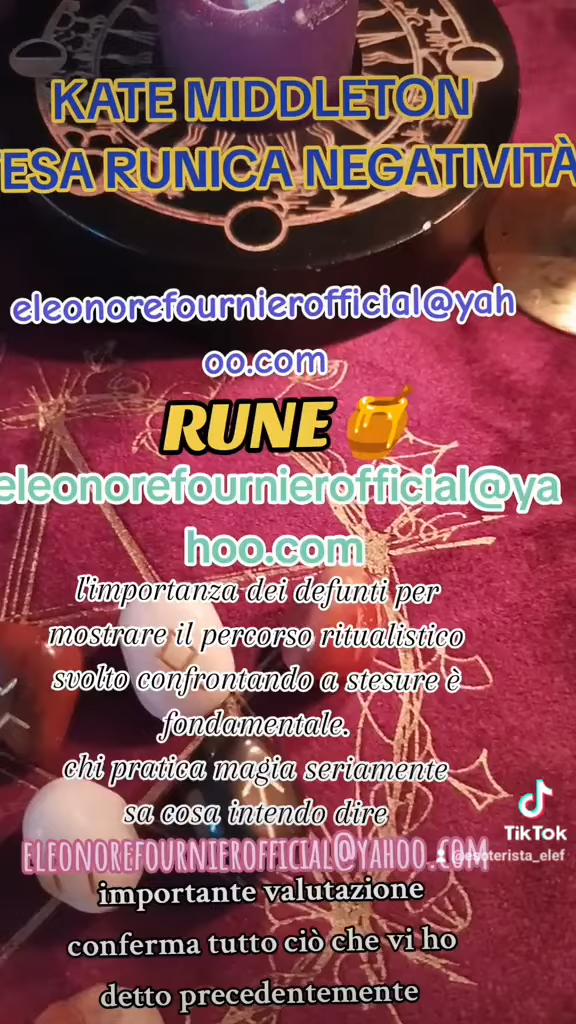 KATE MIDDLETON
ESA RUNICA NEGATIVITÀ
eleonorefournierofficial@yah
oo.com
RUNE
eleonorefournierofficial@ya
hoo.com
l'importanza dei defunti per
mostrare il percorso ritualistico
svolto confrontando a stesure è
fondamentale.
chi pratica magia seriamente
sa cosa intendo dire
TikTok
ELEONOREFOURNIEROFFICIAL@YAHOO.COM
@esoterista_elef
importante valutazione
conferma tutto ciò che vi ho
detto precedentemente